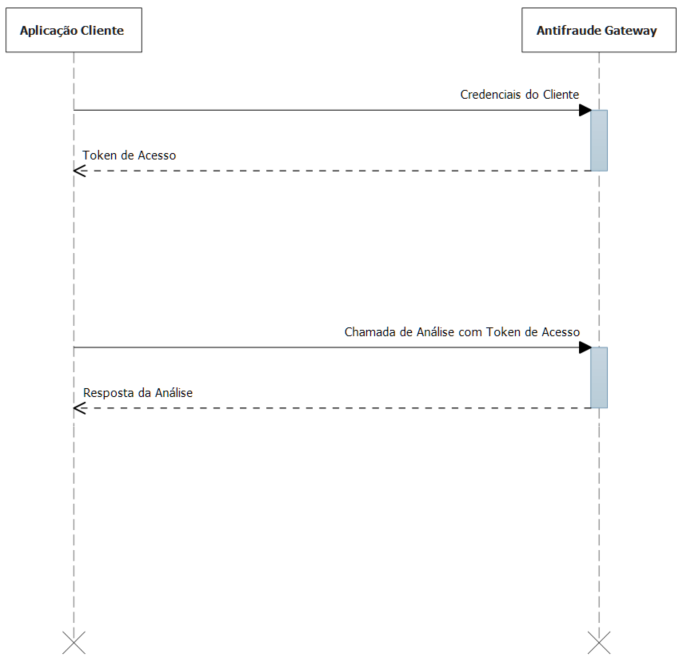 Aplicação Cliente
Antifraude Gateway
Credenciais do Cliente
Token de Acesso
Chamada de Análise com Token de Acesso
Resposta da Análise